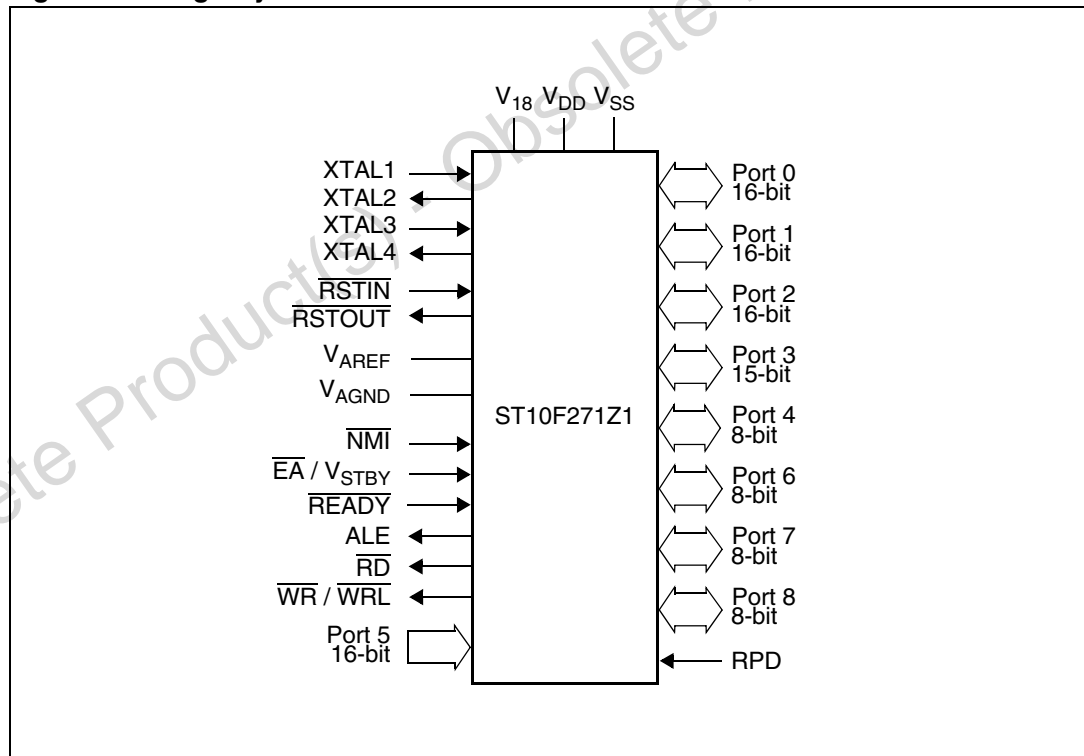 V18 VDD VSS
XTAL1
XTAL2
XTAL3
XTAL4
RSTIN
RSTOUT
VAREF
VAGND
NMI
EA / VSTBY
READY
ALE
RD
WR / WRL
Port 5
16-bit
ST10F271Z1
Port 0
16-bit
Port 1
16-bit
Port 2
16-bit
Port 3
15-bit
Port 4
8-bit
Port 6
8-bit
Port 7
8-bit
Port 8
8-bit
RPD
ete Product(s) - Obsolete